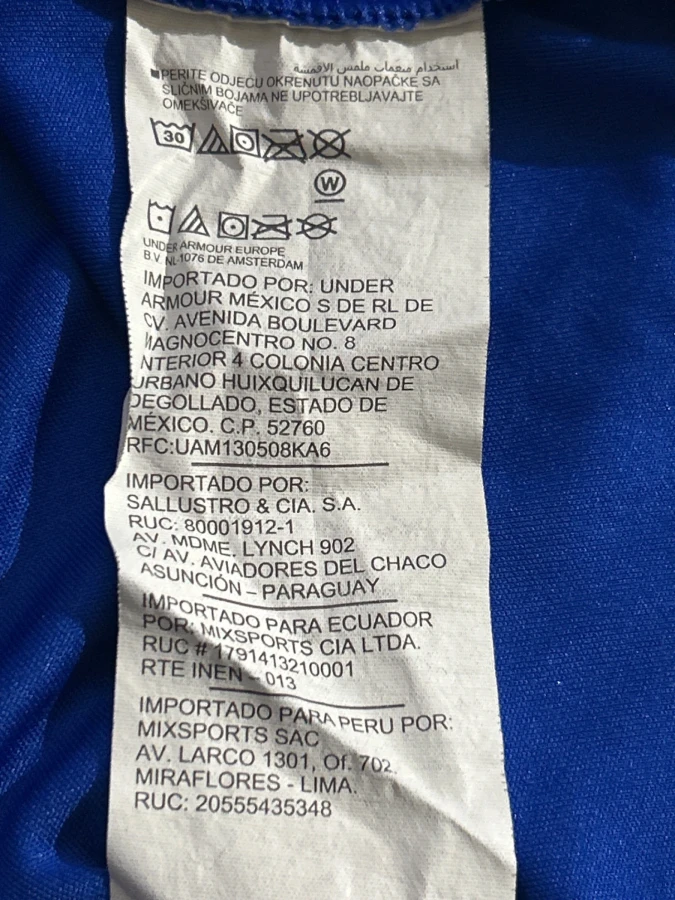 استخدام منعمات ملمس الاقمشة
PERITE ODJEĆU OKRENUTU NAOPAČKE SA
SLIČNIM BOJAMA NE UPOTREBLJAVAJTE
OMEKŠIVAČE
30
W
UNDER ARMOUR EUROPE
B.V. NL-1076 DE AMSTERDAM
IMPORTADO POR: UNDER
ARMOUR MÉXICO S DE RL DE
CV. AVENIDA BOULEVARD
MAGNOCENTRO NO. 8
NTERIOR 4 COLONIA CENTRO
URBANO HUIXQUILUCAN DE
DEGOLLADO, ESTADO DE
MÉXICO. C.P. 52760
RFC:UAM130508KA6
IMPORTADO POR:
SALLUSTRO & CIA. S.A.
RUC: 80001912-1
AV. MDME. LYNCH 902
C/ AV. AVIADORES DEL CHACO
ASUNCIÓN – PARAGUAY
IMPORTADO PARA ECUADOR
POR: MIXSPORTS CIA LTDA.
RUC # 1791413210001
RTE INEN - 013
IMPORTADO PARA PERU POR:
MIXSPORTS SAC
AV. LARCO 1301, Of. 702.
MIRAFLORES - LIMA.
RUC: 20555435348